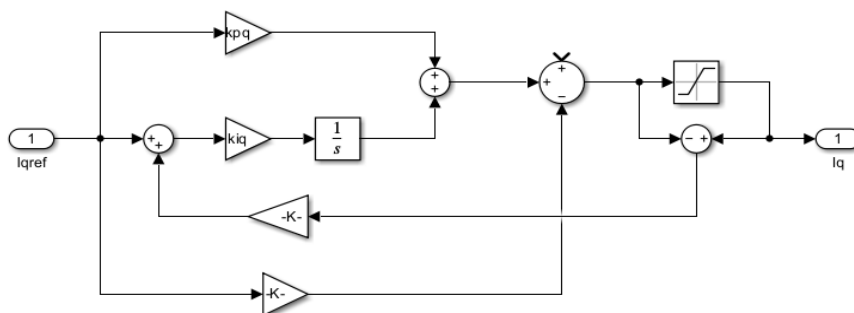 kpq
+
+
+
+
−
1
Iqref
+
+
kiq
1
s
− +
1
Iq
-K-
-K-